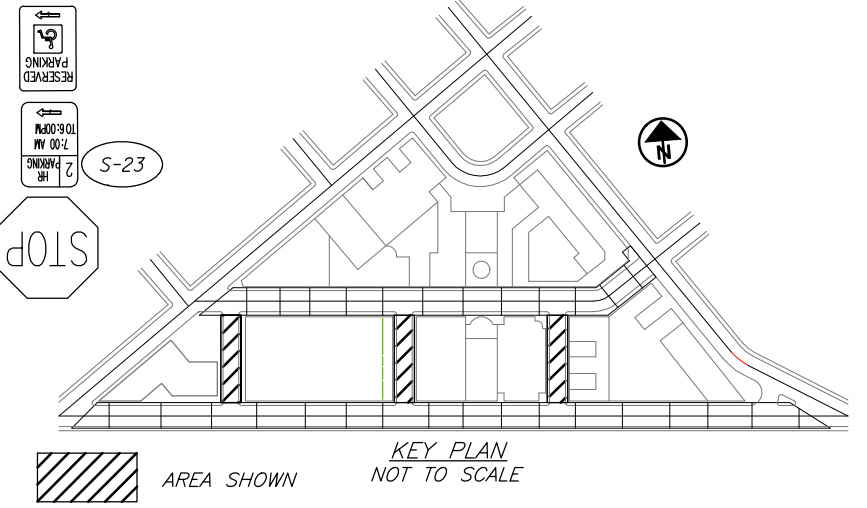 RESERVED
PARKING
2 HR
PARKING
7:00 AM
TO 6:00PM
S-23
STOP
N
KEY PLAN
NOT TO SCALE
AREA SHOWN